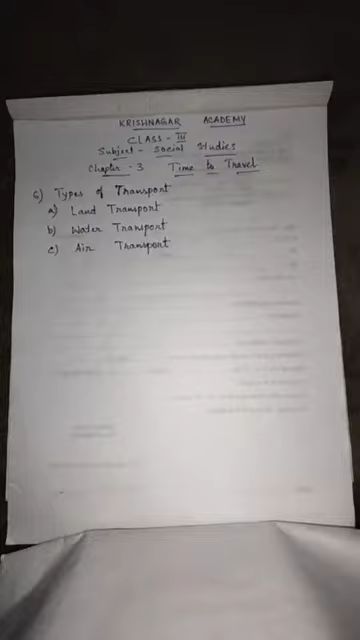 KRISHNAGAR ACADEMY
CLASS - III
Subject - Social Studies
Chapter - 3 Time to Travel
6) Types of Transport
a) Land Transport
b) Water Transport
c) Air Transport